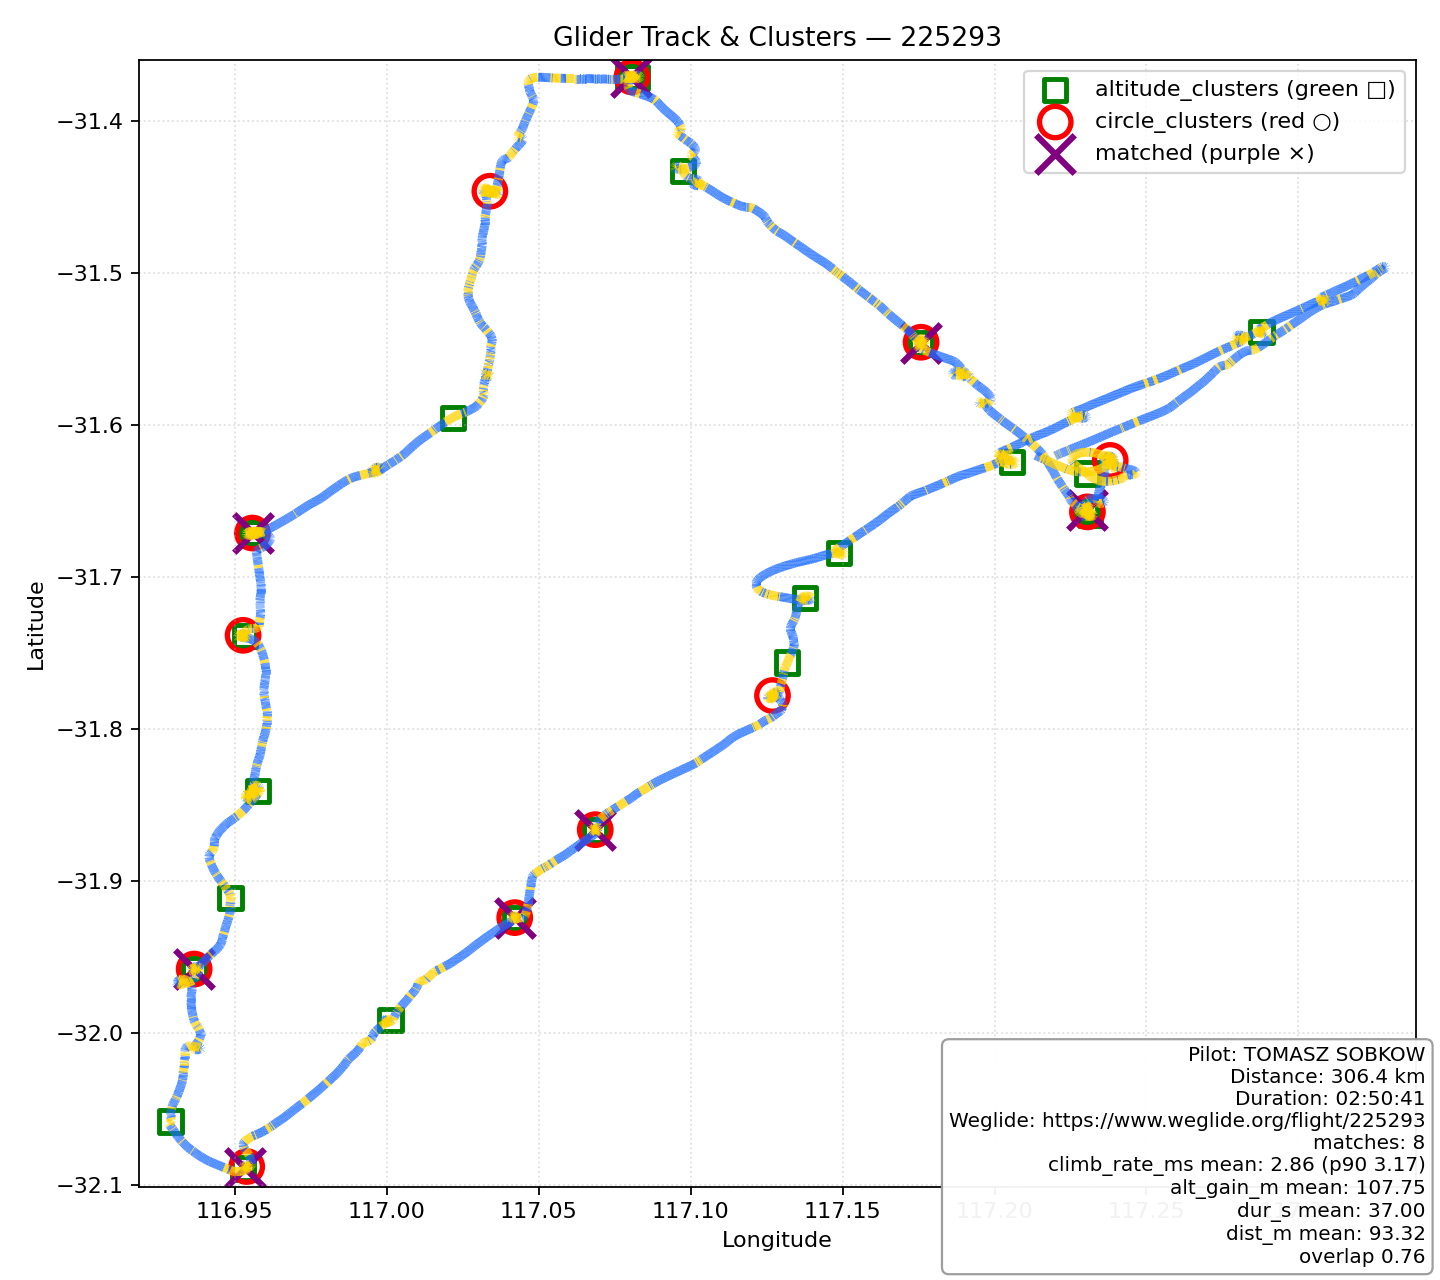 Glider Track & Clusters — 225293
altitude_clusters (green □)
circle_clusters (red ○)
matched (purple ×)
−31.4
−31.5
−31.6
−31.7
−31.8
−31.9
−32.0
−32.1
Latitude
116.95
117.00
117.05
117.10
117.15
117.20
117.25
Longitude
Pilot: TOMASZ SOBKOW
Distance: 306.4 km
Duration: 02:50:41
Weglide: https://www.weglide.org/flight/225293
matches: 8
climb_rate_ms mean: 2.86 (p90 3.17)
alt_gain_m mean: 107.75
dur_s mean: 37.00
dist_m mean: 93.32
overlap 0.76